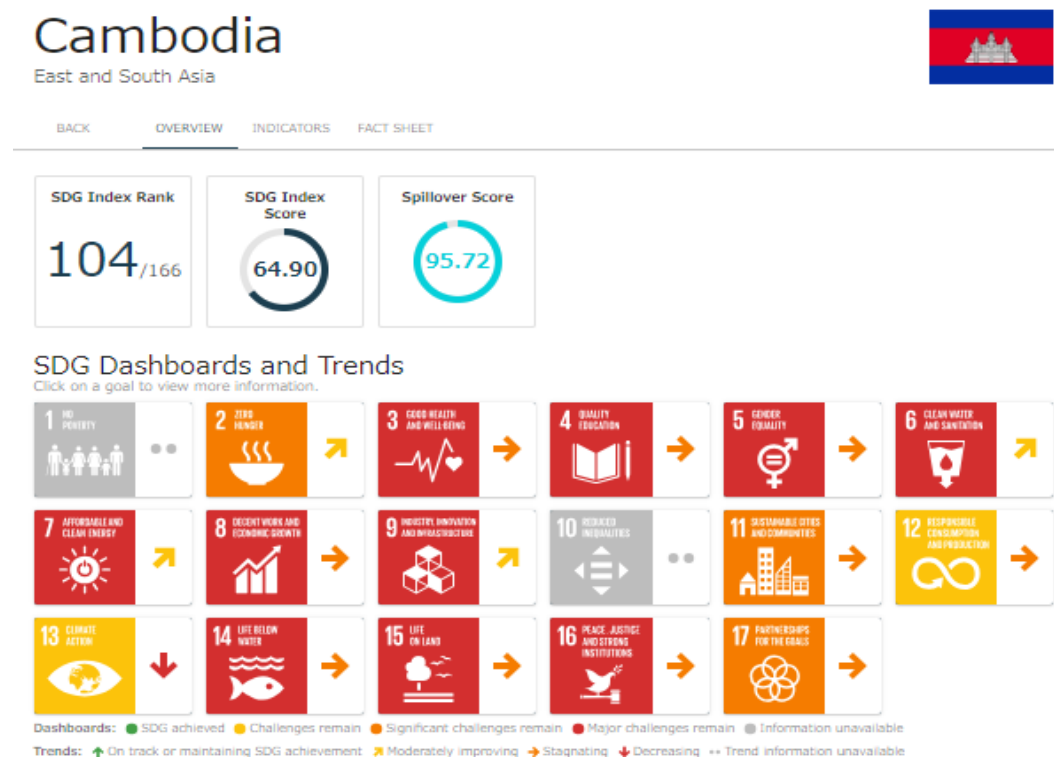 Cambodia
East and South Asia
BACK OVERVIEW INDICATORS FACT SHEET
SDG Index Rank
104/166
SDG Index
Score
64.90
Spillover Score
95.72
SDG Dashboards and Trends
Click on a goal to view more information.
1 NO
POVERTY
2 ZERO
HUNGER
3 GOOD HEALTH
AND WELL-BEING
4 QUALITY
EDUCATION
5 GENDER
EQUALITY
6 CLEAN WATER
AND SANITATION
7 AFFORDABLE AND
CLEAN ENERGY
8 DECENT WORK AND
ECONOMIC GROWTH
9 INDUSTRY, INNOVATION
AND INFRASTRUCTURE
10 REDUCED
INEQUALITIES
11 SUSTAINABLE CITIES
AND COMMUNITIES
12 RESPONSIBLE
CONSUMPTION
AND PRODUCTION
13 CLIMATE
ACTION
14 LIFE BELOW
WATER
15 LIFE
ON LAND
16 PEACE, JUSTICE
AND STRONG
INSTITUTIONS
17 PARTNERSHIPS
FOR THE GOALS
Dashboards: SDG achieved Challenges remain Significant challenges remain Major challenges remain Information unavailable
Trends: On track or maintaining SDG achievement Moderately improving Stagnating Decreasing Trend information unavailable